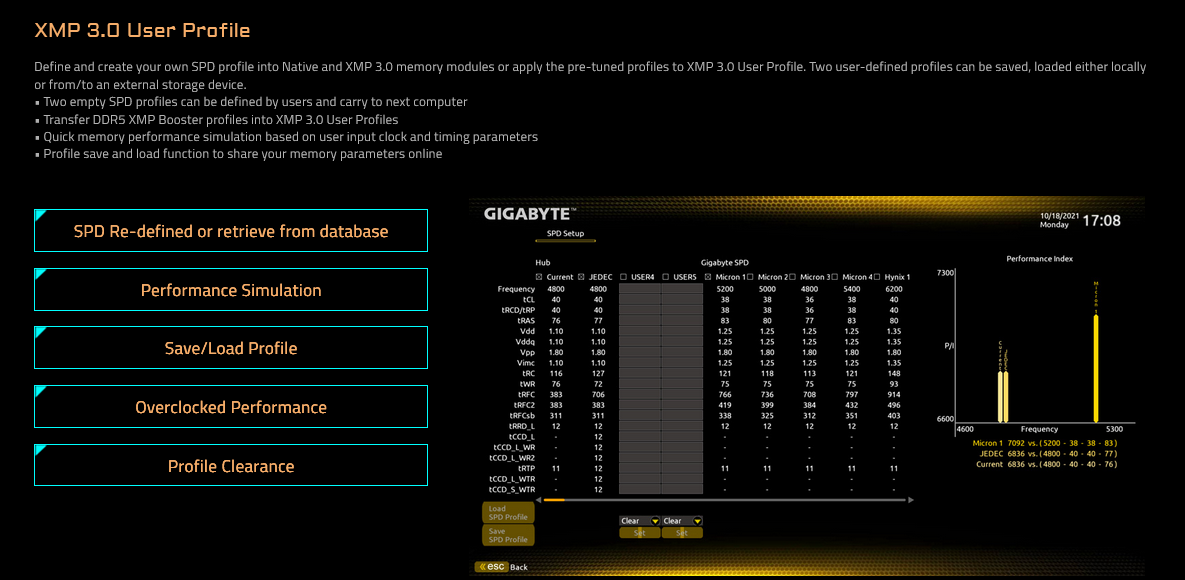 XMP 3.0 User Profile
Define and create your own SPD profile into Native and XMP 3.0 memory modules or apply the pre-tuned profiles to XMP 3.0 User Profile. Two user-defined profiles can be saved, loaded either locally
or from/to an external storage device.
▪ Two empty SPD profiles can be defined by users and carry to next computer
▪ Transfer DDR5 XMP Booster profiles into XMP 3.0 User Profiles
▪ Quick memory performance simulation based on user input clock and timing parameters
▪ Profile save and load function to share your memory parameters online
SPD Re-defined or retrieve from database
Performance Simulation
Save/Load Profile
Overclocked Performance
Profile Clearance
GIGABYTE™
10/18/2021
Monday
17:08
SPD Setup
Hub Gigabyte SPD
Current JEDEC USER4 USER5 Micron 1 Micron 2 Micron 3 Micron 4 Hynix 1
Frequency 4800 4800 5200 5000 4800 5400 6200
tCL 40 40 38 38 36 38 40
tRCD/tRP 40 40 38 38 36 38 40
tRAS 76 77 83 80 77 83 80
Vdd 1.10 1.10 1.25 1.25 1.25 1.25 1.35
Vddq 1.10 1.10 1.25 1.25 1.25 1.25 1.35
Vpp 1.80 1.80 1.80 1.80 1.80 1.80 1.80
Vimc 1.10 1.10 1.25 1.25 1.25 1.25 1.35
tRC 116 127 121 118 113 121 148
tWR 76 72 75 75 75 75 93
tRFC 383 706 766 736 708 797 914
tRFC2 383 383 419 399 384 432 496
tRFCsb 311 311 338 325 312 351 403
tRRD_L 12 12 12 12 12 12 12
tCCD_L - 12 - - - - -
tCCD_L_WR - 12 - - - - -
tCCD_L_WR2 - 12 - - - - -
tRTP 11 12 11 11 11 11 11
tCCD_L_WTR - 12 - - - - -
tCCD_S_WTR - 12 - - - - -
Load
SPD Profile
Save
SPD Profile
Clear Clear
Set Set
«esc Back
Performance Index
7300
P/I
6600
Current
JEDEC
Micron 1
4600 Frequency 5300
Micron 1 7092 vs. (5200 - 38 - 38 - 83)
JEDEC 6836 vs. (4800 - 40 - 40 - 77)
Current 6836 vs. (4800 - 40 - 40 - 76)